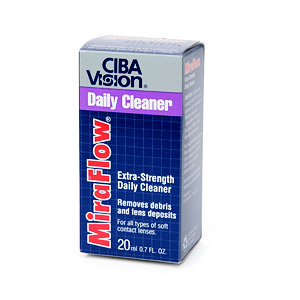 CIBA
VISION®
Daily Cleaner
MiraFlow®
Extra-Strength
Daily Cleaner
Removes debris
and lens deposits
For all types of soft
contact lenses.
20ml 0.7 FL. OZ.